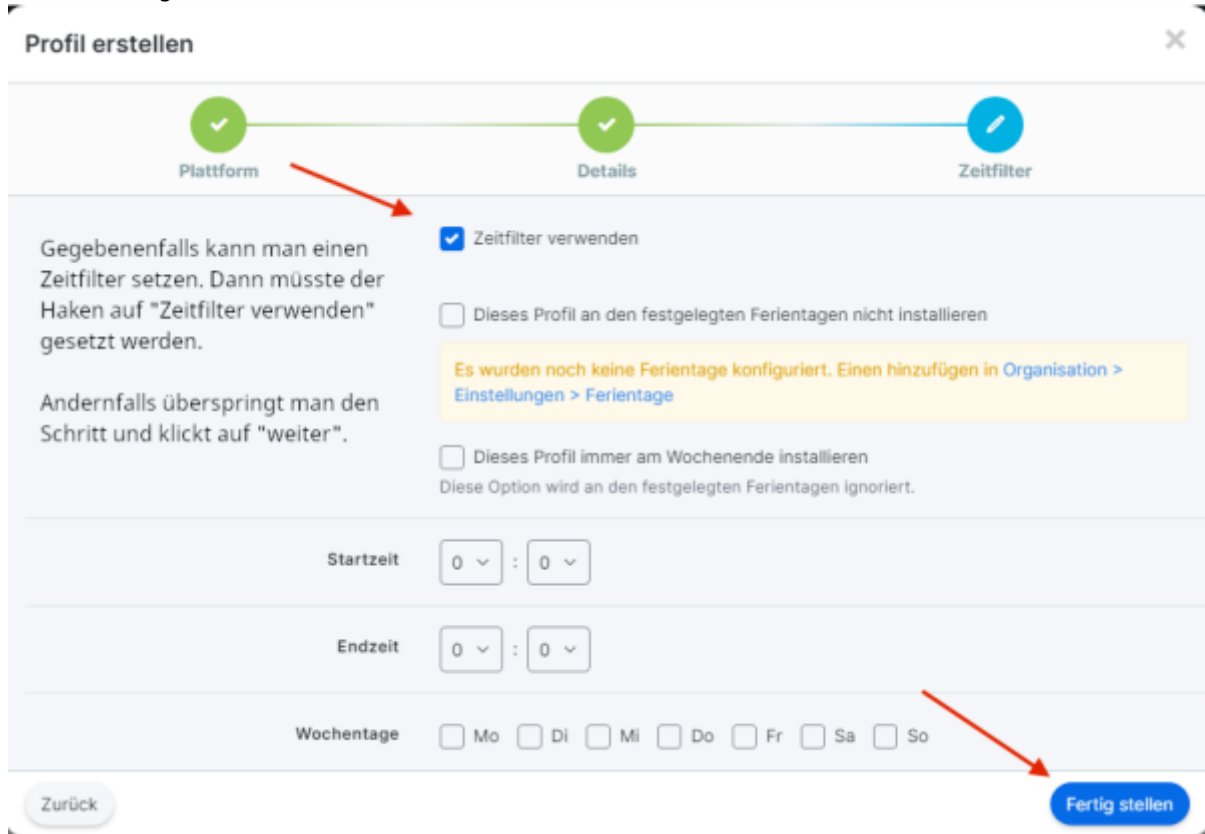 Profil erstellen
Plattform
Details
Zeitfilter
Gegebenenfalls kann man einen
Zeitfilter setzen. Dann müsste der
Haken auf "Zeitfilter verwenden"
gesetzt werden.
Andernfalls überspringt man den
Schritt und klickt auf "weiter".
Zeitfilter verwenden
Dieses Profil an den festgelegten Ferientagen nicht installieren
Es wurden noch keine Ferientage konfiguriert. Einen hinzufügen in Organisation >
Einstellungen > Ferientage
Dieses Profil immer am Wochenende installieren
Diese Option wird an den festgelegten Ferientagen ignoriert.
Startzeit 0 : 0
Endzeit 0 : 0
Wochentage Mo Di Mi Do Fr Sa So
Zurück
Fertig stellen